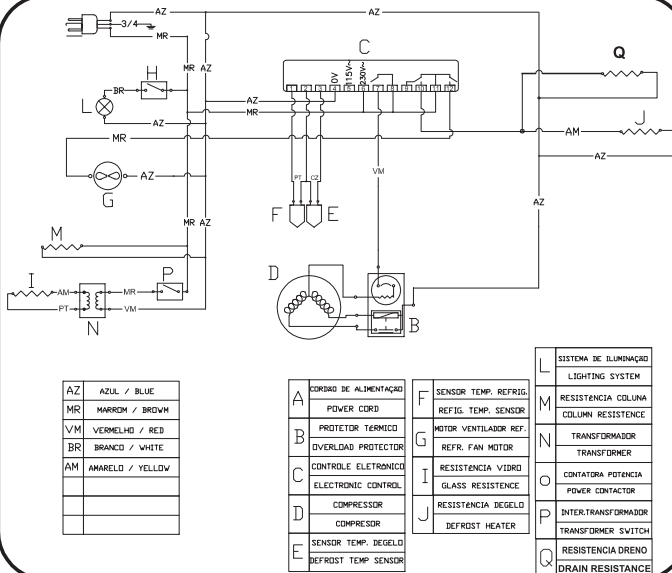 AZ
AZ
3/4
MR
C
Q
H
MR AZ
0V
115V~
230V~
BR
L
AZ
AZ
MR
J
MR
AM
AZ
AZ
G
VM
PT
CZ
F
E
MR AZ
AZ
M
D
I
P
AM
MR
PT
VM
N
B
AZ AZUL / BLUE
MR MARROM / BROWM
VM VERMELHO / RED
BR BRANCO / WHITE
AM AMARELO / YELLOW
A CORDÃO DE ALIMENTAÇÃO
POWER CORD
B PROTETOR TéRMICO
OVERLOAD PROTECTOR
C CONTROLE ELETRôNICO
ELECTRONIC CONTROL
D COMPRESSOR
COMPRESOR
E SENSOR TEMP. DEGELO
DEFROST TEMP SENSOR
F SENSOR TEMP. REFRIG.
REFIG. TEMP. SENSOR
G MOTOR VENTILADOR REF.
REFR. FAN MOTOR
I RESISTêNCIA VIDRO
GLASS RESISTENCE
J RESISTêNCIA DEGELO
DEFROST HEATER
L SISTEMA DE ILUMINAÇÃO
LIGHTING SYSTEM
M RESISTêNCIA COLUNA
COLUMN RESISTENCE
N TRANSFORMADOR
TRANSFORMER
O CONTATORA POTêNCIA
POWER CONTACTOR
P INTER.TRANSFORMADOR
TRANSFORMER SWITCH
Q RESISTENCIA DRENO
DRAIN RESISTANCE